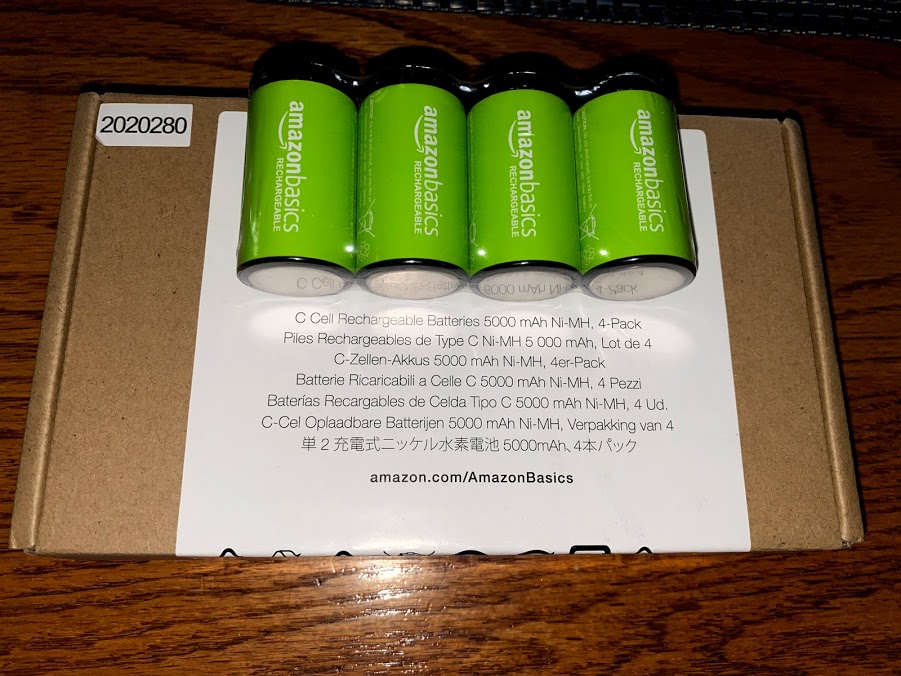 2020280
amazonbasics
RECHARGEABLE
amazonbasics
RECHARGEABLE
amazonbasics
RECHARGEABLE
amazonbasics
RECHARGEABLE
C Cell Rechargeable Batteries 5000 mAh Ni-MH, 4-Pack
Piles Rechargeables de Type C Ni-MH 5 000 mAh, Lot de 4
C-Zellen-Akkus 5000 mAh Ni-MH, 4er-Pack
Batterie Ricaricabili a Celle C 5000 mAh Ni-MH, 4 Pezzi
Baterías Recargables de Celda Tipo C 5000 mAh Ni-MH, 4 Ud.
C-Cel Oplaadbare Batterijen 5000 mAh Ni-MH, Verpakking van 4
単2充電式ニッケル水素電池 5000mAh、4本パック
amazon.com/AmazonBasics